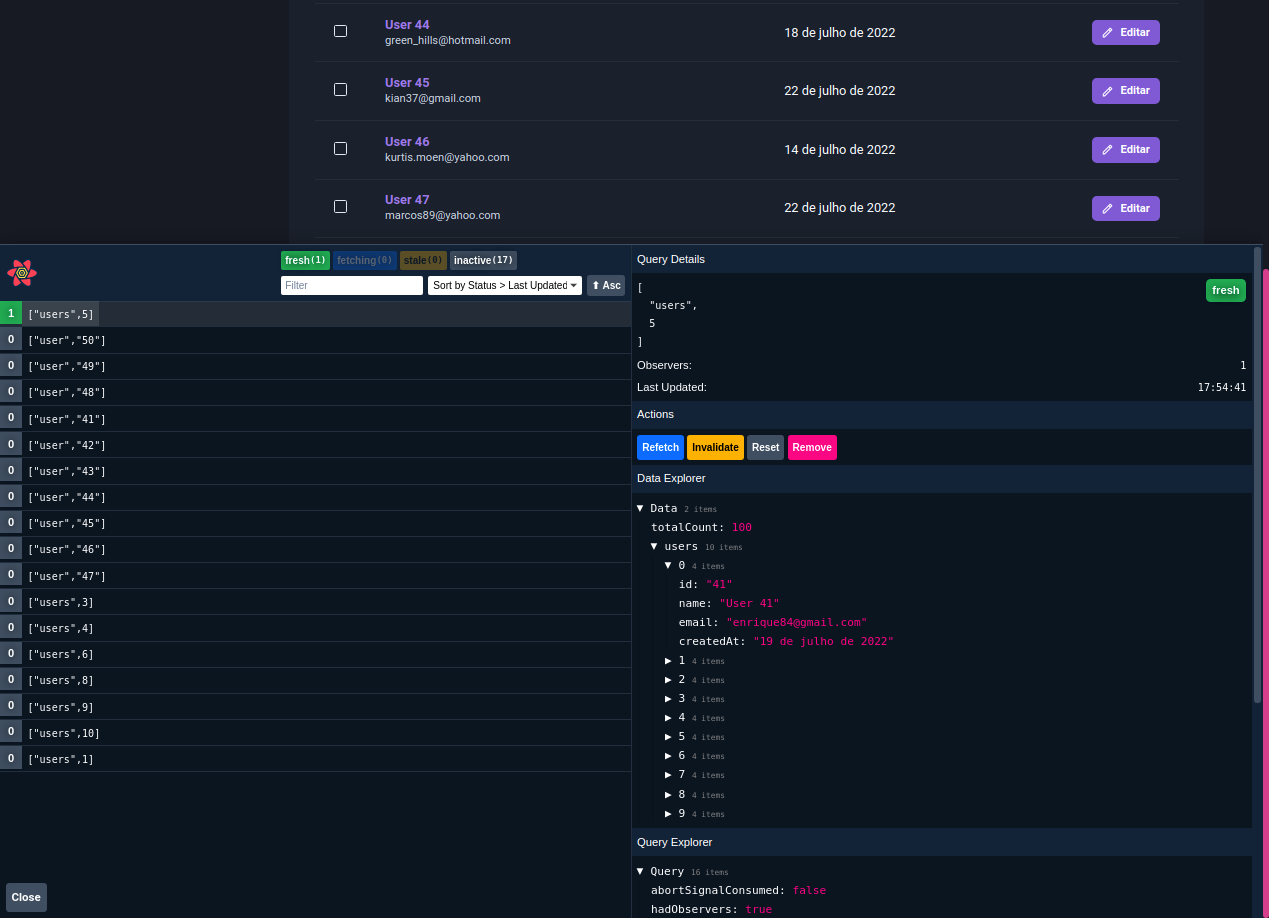 User 44
green_hills@hotmail.com
18 de julho de 2022
Editar
User 45
kian37@gmail.com
22 de julho de 2022
Editar
User 46
kurtis.moen@yahoo.com
14 de julho de 2022
Editar
User 47
marcos89@yahoo.com
22 de julho de 2022
Editar
fresh(1) fetching(0) stale(0) inactive(17)
Filter
Sort by Status > Last Updated
⬆ Asc
1 ["users",5]
0 ["user","50"]
0 ["user","49"]
0 ["user","48"]
0 ["user","41"]
0 ["user","42"]
0 ["user","43"]
0 ["user","44"]
0 ["user","45"]
0 ["user","46"]
0 ["user","47"]
0 ["users",3]
0 ["users",4]
0 ["users",6]
0 ["users",8]
0 ["users",9]
0 ["users",10]
0 ["users",1]
Close
Query Details
[
"users",
5
]
fresh
Observers: 1
Last Updated: 17:54:41
Actions
Refetch Invalidate Reset Remove
Data Explorer
▼ Data 2 items
totalCount: 100
▼ users 10 items
▼ 0 4 items
id: "41"
name: "User 41"
email: "enrique84@gmail.com"
createdAt: "19 de julho de 2022"
▶ 1 4 items
▶ 2 4 items
▶ 3 4 items
▶ 4 4 items
▶ 5 4 items
▶ 6 4 items
▶ 7 4 items
▶ 8 4 items
▶ 9 4 items
Query Explorer
▼ Query 16 items
abortSignalConsumed: false
hadObservers: true